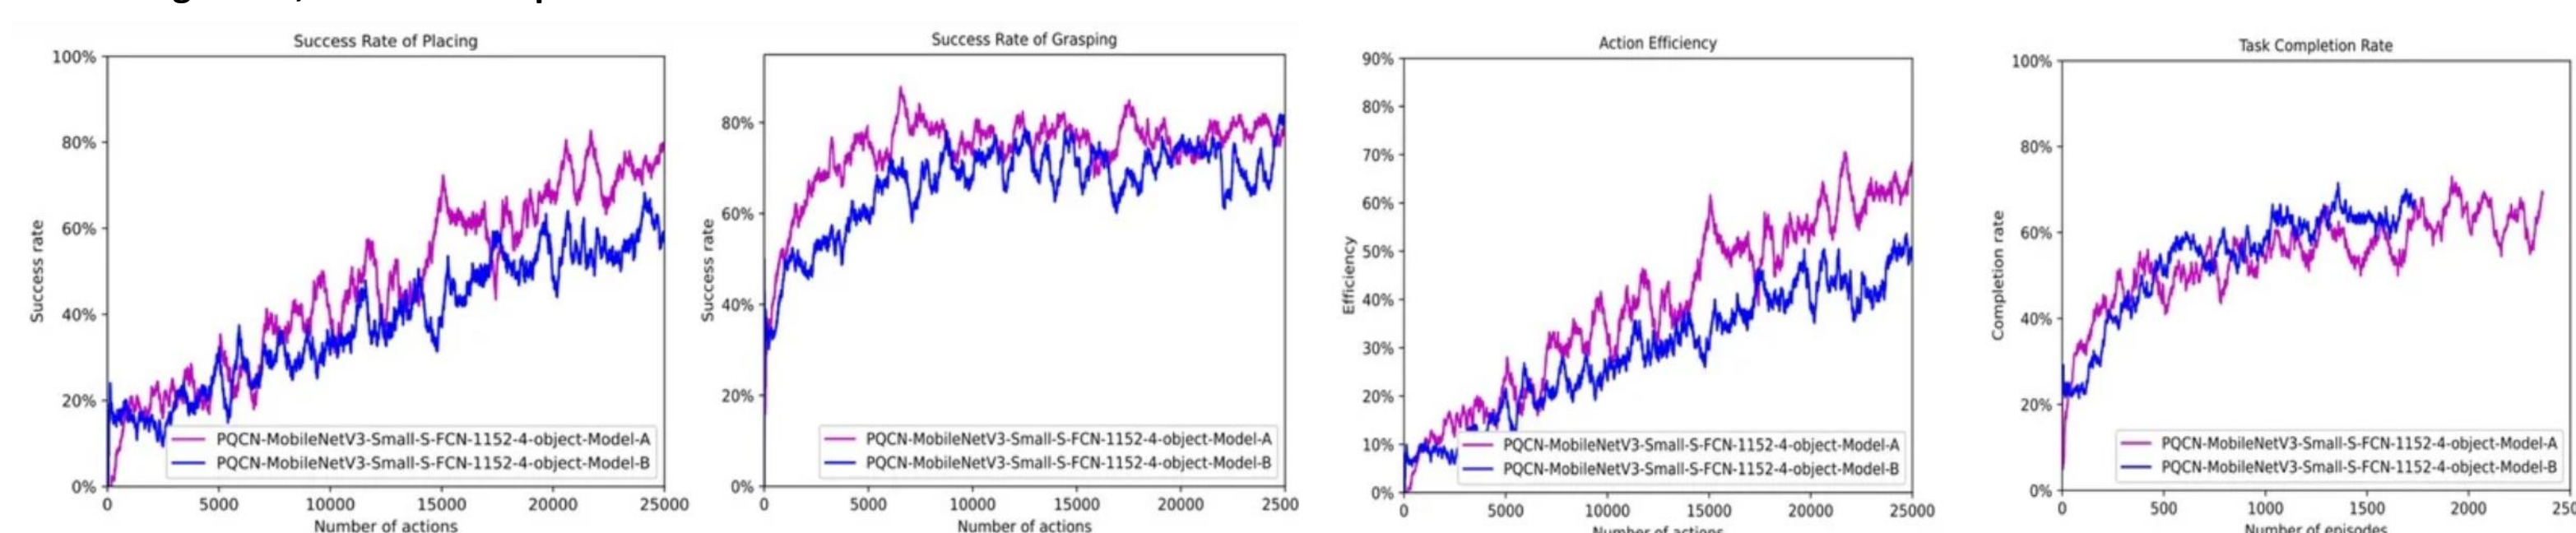 Success Rate of Placing
100%
80%
60%
40%
20%
0%
Success rate
0 5000 10000 15000 20000 25000
Number of actions
PQCN-MobileNetV3-Small-S-FCN-1152-4-object-Model-A
PQCN-MobileNetV3-Small-S-FCN-1152-4-object-Model-B
Success Rate of Grasping
80%
60%
40%
20%
0%
Success rate
0 5000 10000 15000 20000 25000
Number of actions
PQCN-MobileNetV3-Small-S-FCN-1152-4-object-Model-A
PQCN-MobileNetV3-Small-S-FCN-1152-4-object-Model-B
Action Efficiency
90%
80%
70%
60%
50%
40%
30%
20%
10%
0%
Efficiency
0 5000 10000 15000 20000 25000
Number of actions
PQCN-MobileNetV3-Small-S-FCN-1152-4-object-Model-A
PQCN-MobileNetV3-Small-S-FCN-1152-4-object-Model-B
Task Completion Rate
100%
80%
60%
40%
20%
0%
Completion rate
0 500 1000 1500 2000
Number of episodes
PQCN-MobileNetV3-Small-S-FCN-1152-4-object-Model-A
PQCN-MobileNetV3-Small-S-FCN-1152-4-object-Model-B